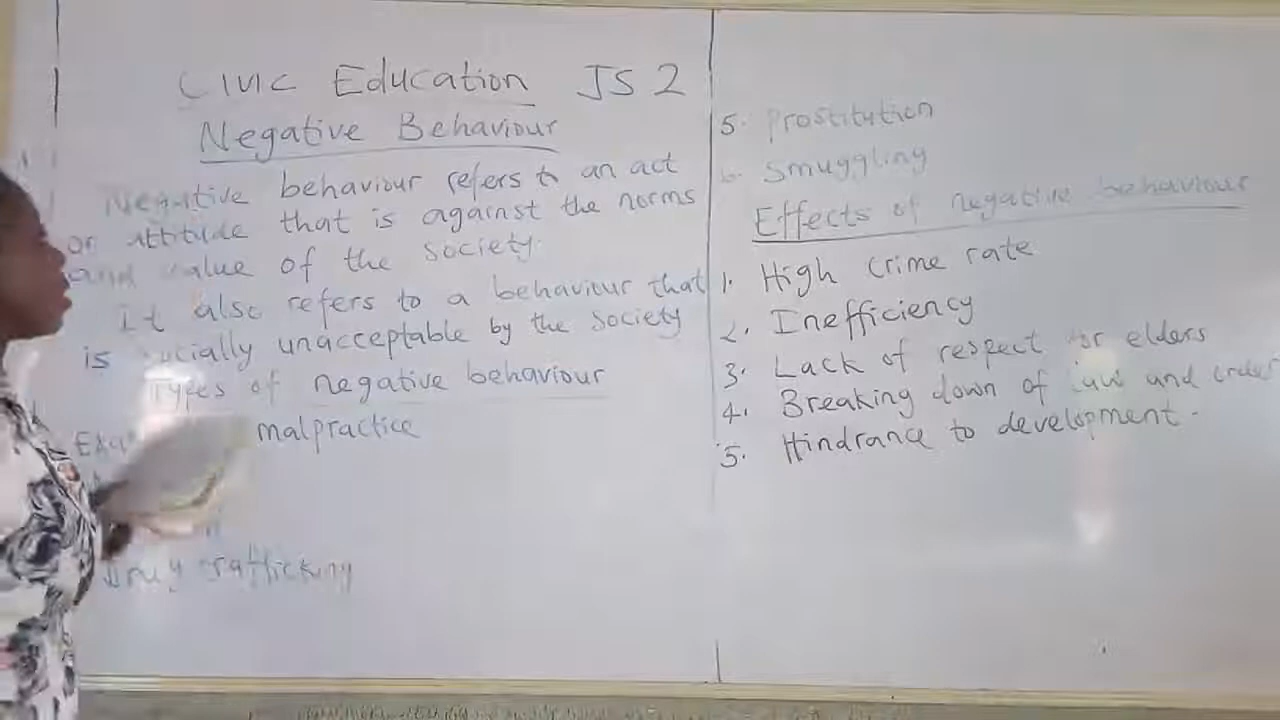 Civic Education JS 2
Negative Behaviour
Negative behaviour refers to an act
or attitude that is against the norms
and value of the society.
It also refers to a behaviour that
is socially unacceptable by the society
Types of negative behaviour
malpractice
Drug trafficking
5. Prostitution
6. Smuggling
Effects of negative behaviour
1. High crime rate
2. Inefficiency
3. Lack of respect for elders
4. Breaking down of law and order
5. Hindrance to development.